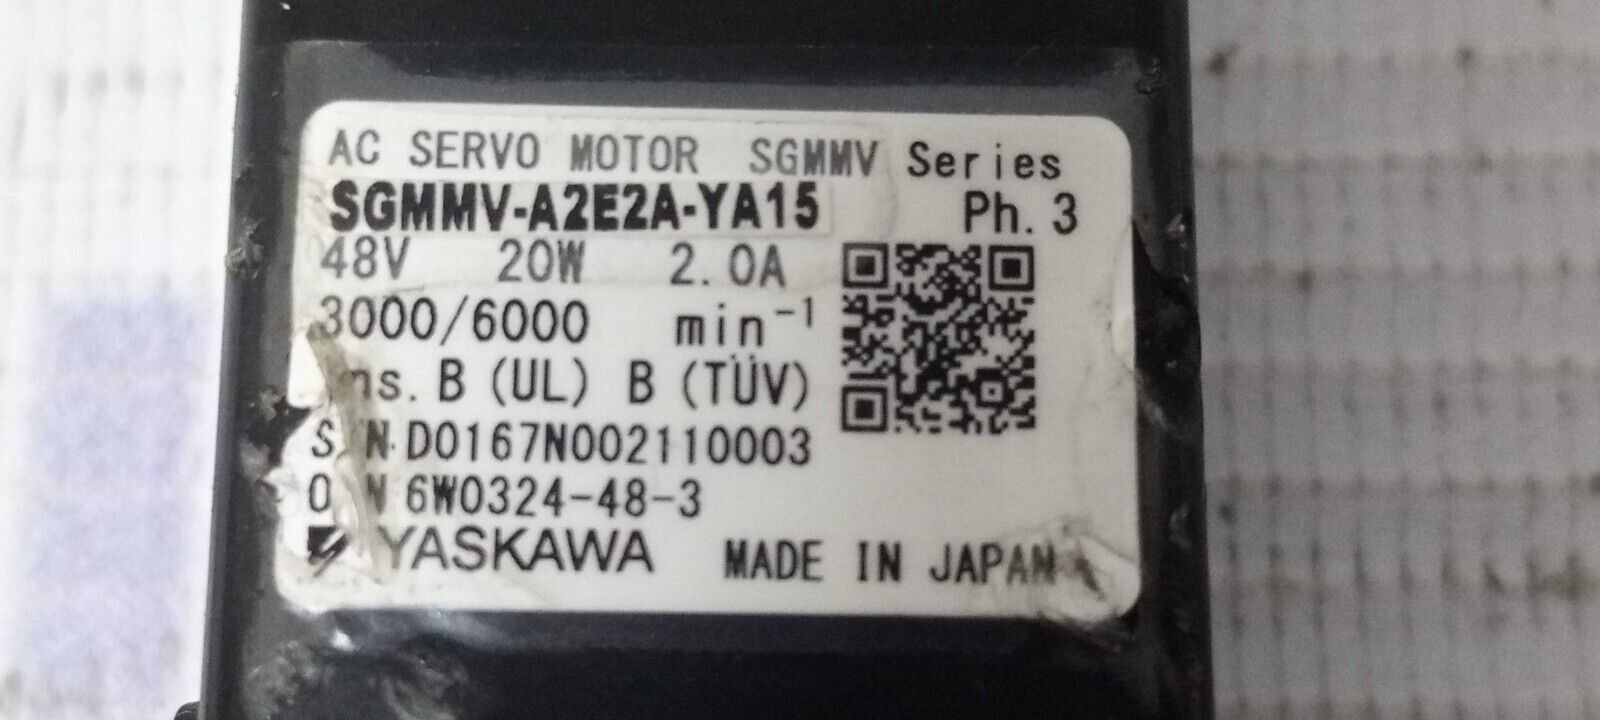 AC SERVO MOTOR SGMMV Series
SGMMV-A2E2A-YA15 Ph. 3
48V 20W 2.0A
3000/6000 min⁻¹
ns. B (UL) B (TÜV)
S/N D0167N002110003
O N 6W0324-48-3
YASKAWA MADE IN JAPAN